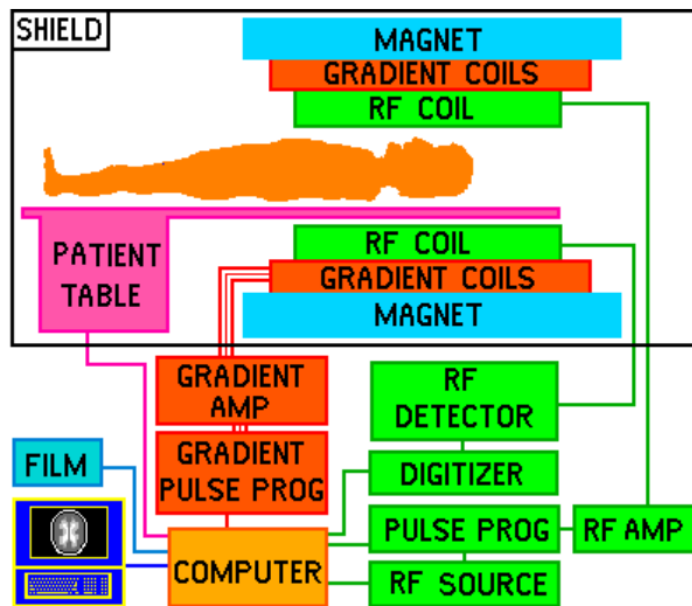 SHIELD
MAGNET
GRADIENT COILS
RF COIL
PATIENT
TABLE
RF COIL
GRADIENT COILS
MAGNET
GRADIENT
AMP
RF
DETECTOR
FILM
GRADIENT
PULSE PROG
DIGITIZER
COMPUTER
PULSE PROG
RF AMP
RF SOURCE